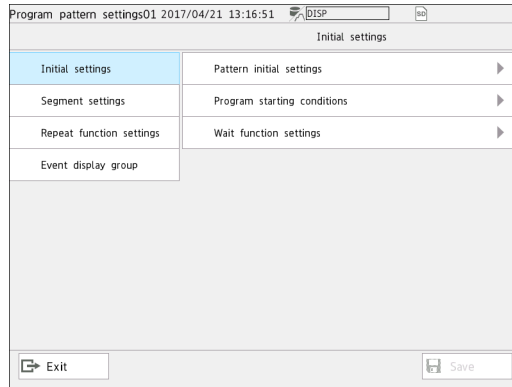 Program pattern settings01 2017/04/21 13:16:51 DISP SD
Initial settings
Initial settings
Pattern initial settings
Segment settings
Program starting conditions
Repeat function settings
Wait function settings
Event display group
Exit
Save